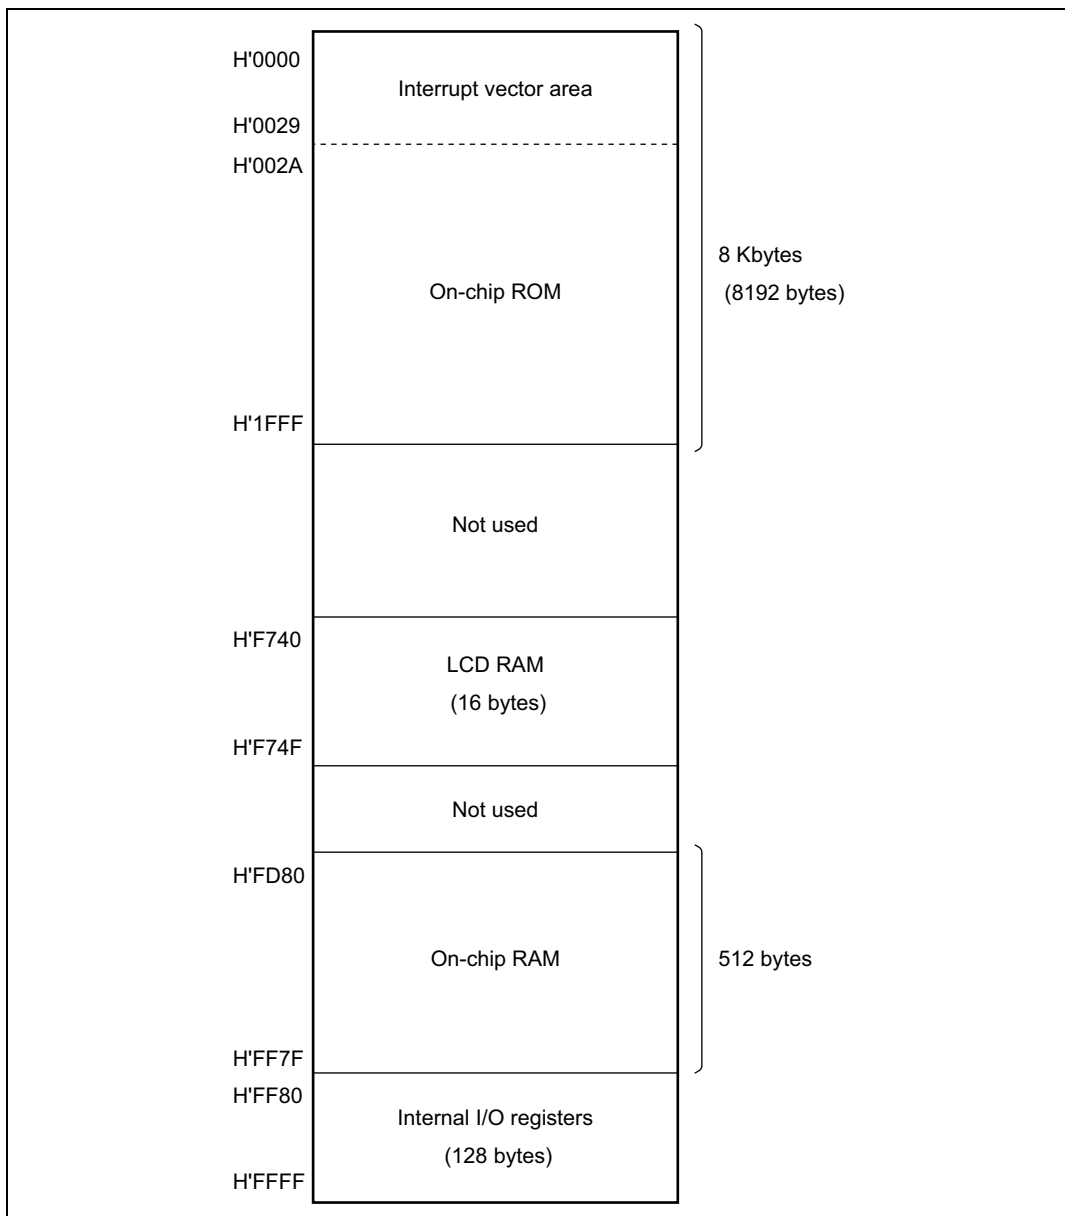 H'0000
Interrupt vector area
H'0029
H'002A
8 Kbytes
(8192 bytes)
On-chip ROM
H'1FFF
Not used
H'F740
LCD RAM
(16 bytes)
H'F74F
Not used
H'FD80
On-chip RAM
512 bytes
H'FF7F
H'FF80
Internal I/O registers
(128 bytes)
H'FFFF